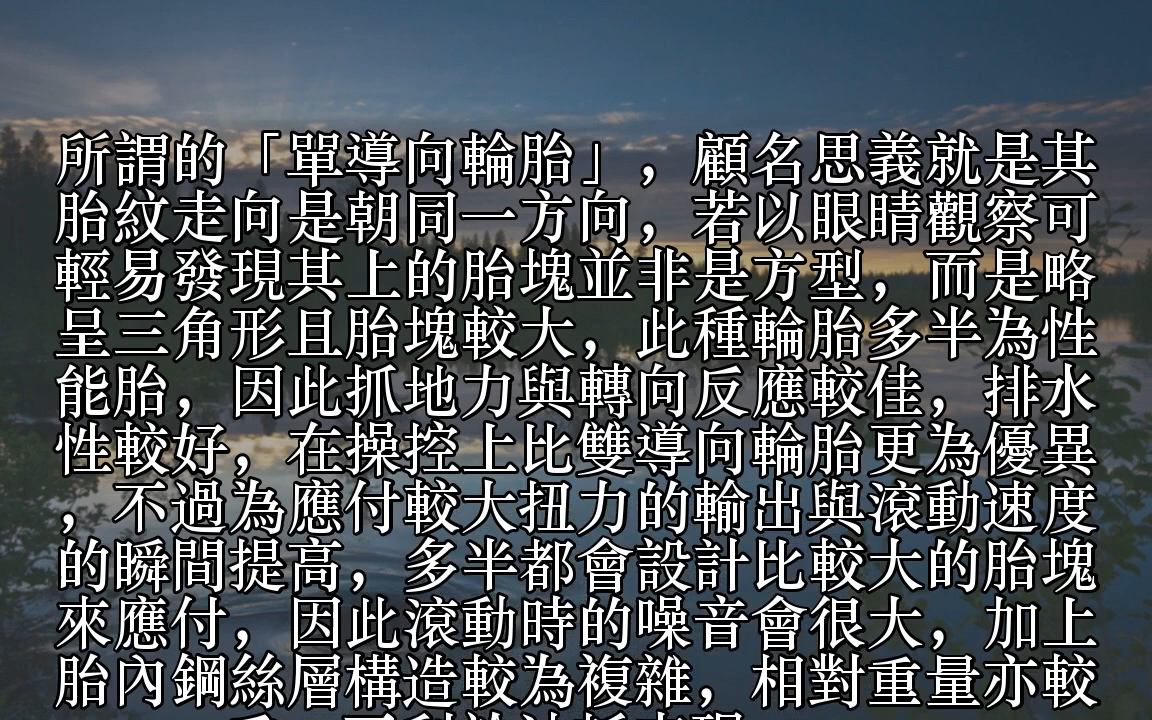 所謂的「單導向輪胎」，顧名思義就是其
胎紋走向是朝同一方向，若以眼睛觀察可
輕易發現其上的胎塊並非是方型，而是略
呈三角形且胎塊較大，此種輪胎多半為性
能胎，因此抓地力與轉向反應較佳，排水
性較好，在操控上比雙導向輪胎更為優異
，不過為應付較大扭力的輸出與滾動速度
的瞬間提高，多半都會設計比較大的胎塊
來應付，因此滾動時的噪音會很大，加上
胎內鋼絲層構造較為複雜，相對重量亦較